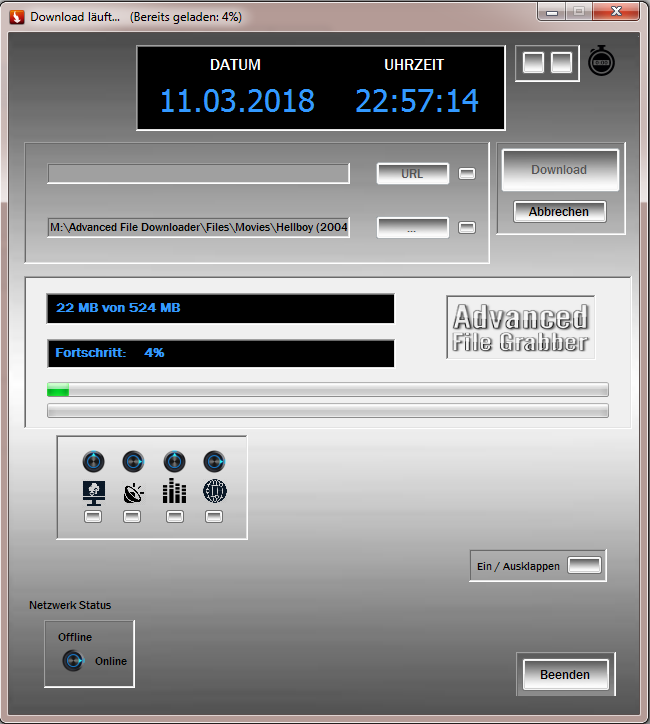 Download läuft... (Bereits geladen: 4%)
DATUM UHRZEIT
11.03.2018 22:57:14
URL
Download
M:\Advanced File Downloader\Files\Movies\Hellboy (2004
...
Abbrechen
22 MB von 524 MB
Advanced
File Grabber
Fortschritt: 4%
Ein / Ausklappen
Netzwerk Status
Offline
Online
Beenden